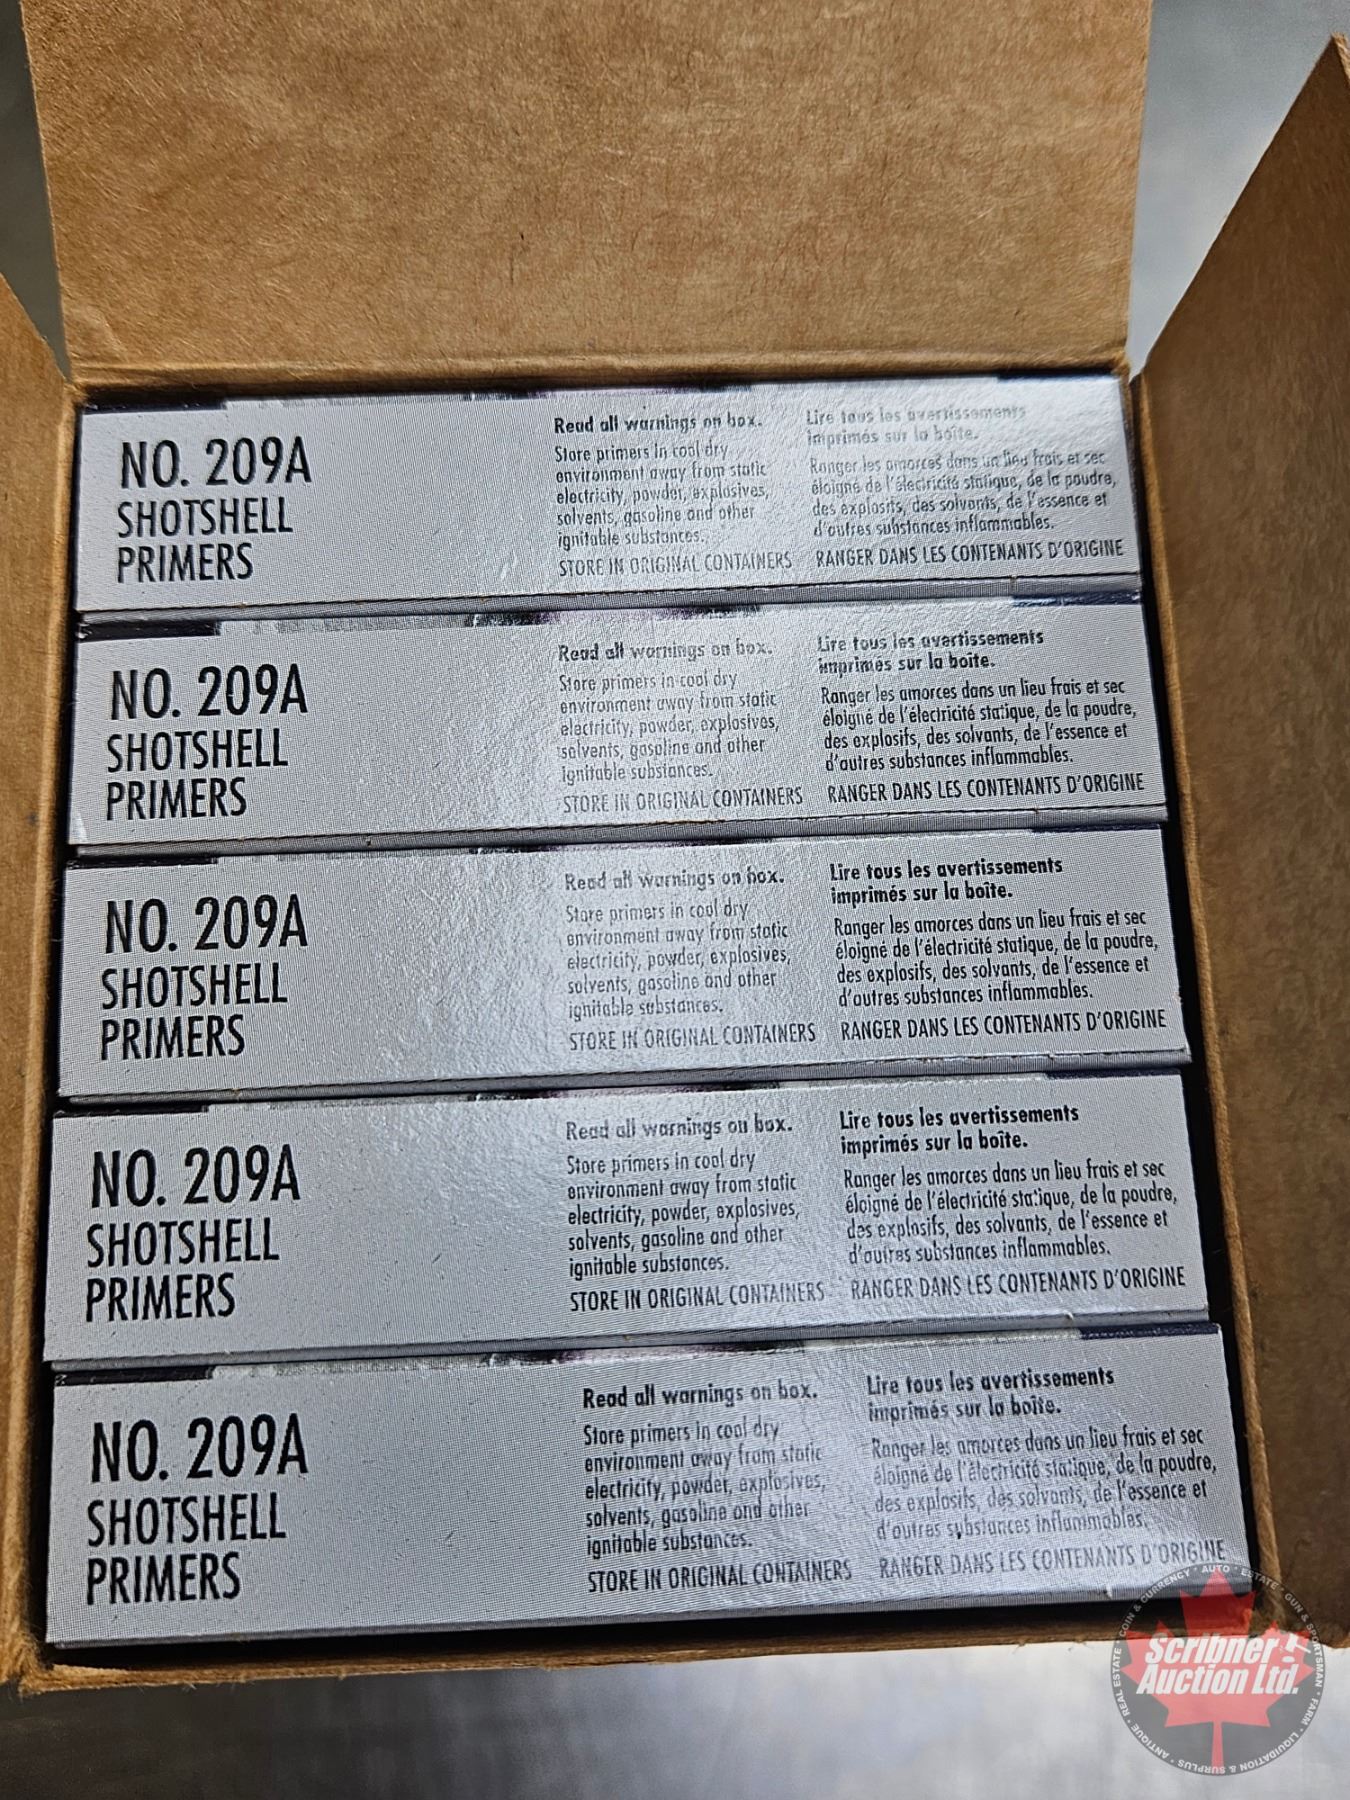 NO. 209A
SHOTSHELL
PRIMERS
Read all warnings on box.
Store primers in cool dry
environment away from static
electricity, powder, explosives,
solvents, gasoline and other
ignitable substances.
STORE IN ORIGINAL CONTAINERS
Lire tous les avertissements
imprimés sur la boîte.
Ranger les amorces dans un lieu frais et sec
éloigné de l'électricité statique, de la poudre,
des explosifs, des solvants, de l'essence et
d'autres substances inflammables.
RANGER DANS LES CONTENANTS D'ORIGINE
NO. 209A
SHOTSHELL
PRIMERS
Read all warnings on box.
Store primers in cool dry
environment away from static
electricity, powder, explosives,
solvents, gasoline and other
ignitable substances.
STORE IN ORIGINAL CONTAINERS
Lire tous les avertissements
imprimés sur la boîte.
Ranger les amorces dans un lieu frais et sec
éloigné de l'électricité statique, de la poudre,
des explosifs, des solvants, de l'essence et
d'autres substances inflammables.
RANGER DANS LES CONTENANTS D'ORIGINE
NO. 209A
SHOTSHELL
PRIMERS
Read all warnings on box.
Store primers in cool dry
environment away from static
electricity, powder, explosives,
solvents, gasoline and other
ignitable substances.
STORE IN ORIGINAL CONTAINERS
Lire tous les avertissements
imprimés sur la boîte.
Ranger les amorces dans un lieu frais et sec
éloigné de l'électricité statique, de la poudre,
des explosifs, des solvants, de l'essence et
d'autres substances inflammables.
RANGER DANS LES CONTENANTS D'ORIGINE
NO. 209A
SHOTSHELL
PRIMERS
Read all warnings on box.
Store primers in cool dry
environment away from static
electricity, powder, explosives,
solvents, gasoline and other
ignitable substances.
STORE IN ORIGINAL CONTAINERS
Lire tous les avertissements
imprimés sur la boîte.
Ranger les amorces dans un lieu frais et sec
éloigné de l'électricité statique, de la poudre,
des explosifs, des solvants, de l'essence et
d'autres substances inflammables.
RANGER DANS LES CONTENANTS D'ORIGINE
NO. 209A
SHOTSHELL
PRIMERS
Read all warnings on box.
Store primers in cool dry
environment away from static
electricity, powder, explosives,
solvents, gasoline and other
ignitable substances.
STORE IN ORIGINAL CONTAINERS
Lire tous les avertissements
imprimés sur la boîte.
Ranger les amorces dans un lieu frais et sec
éloigné de l'électricité statique, de la poudre,
des explosifs, des solvants, de l'essence et
d'autres substances inflammables.
RANGER DANS LES CONTENANTS D'ORIGINE
Scribner
Auction Ltd.
ANTIQUE • REAL ESTATE • COIN & CURRENCY • AUTO • ESTATE • GUN & SPORTSMAN • FARM • LIQUIDATION & SURPLUS